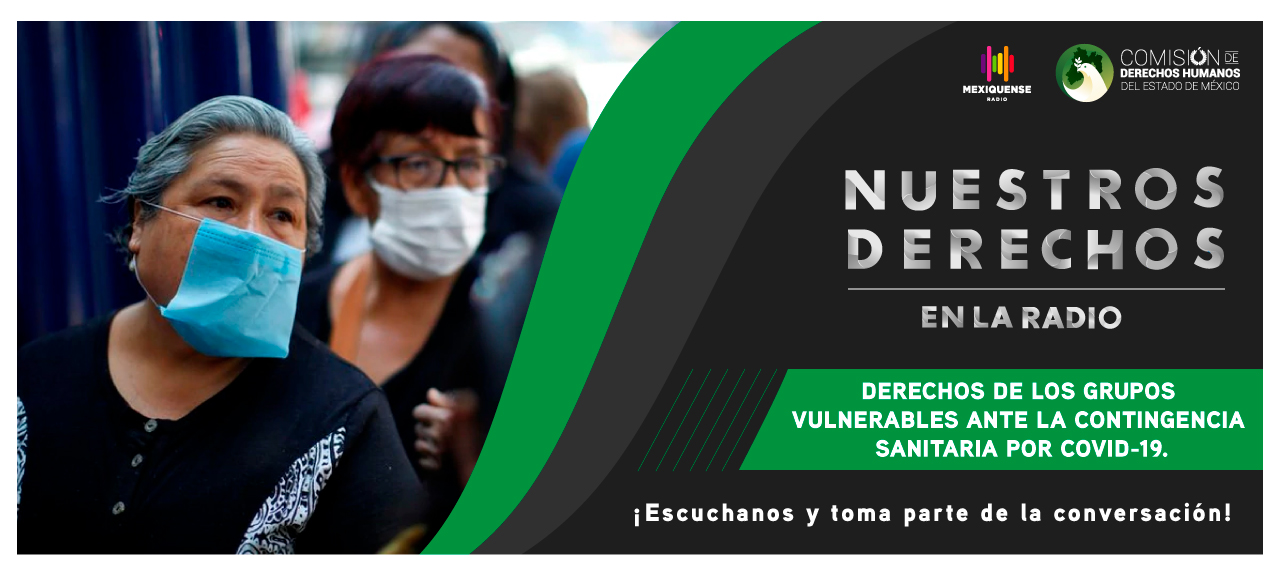 MEXIQUENSE
RADIO
COMISIÓN DE
DERECHOS HUMANOS
DEL ESTADO DE MÉXICO
NUESTROS
DERECHOS
EN LA RADIO
DERECHOS DE LOS GRUPOS
VULNERABLES ANTE LA CONTINGENCIA
SANITARIA POR COVID-19.
¡Escuchanos y toma parte de la conversación!